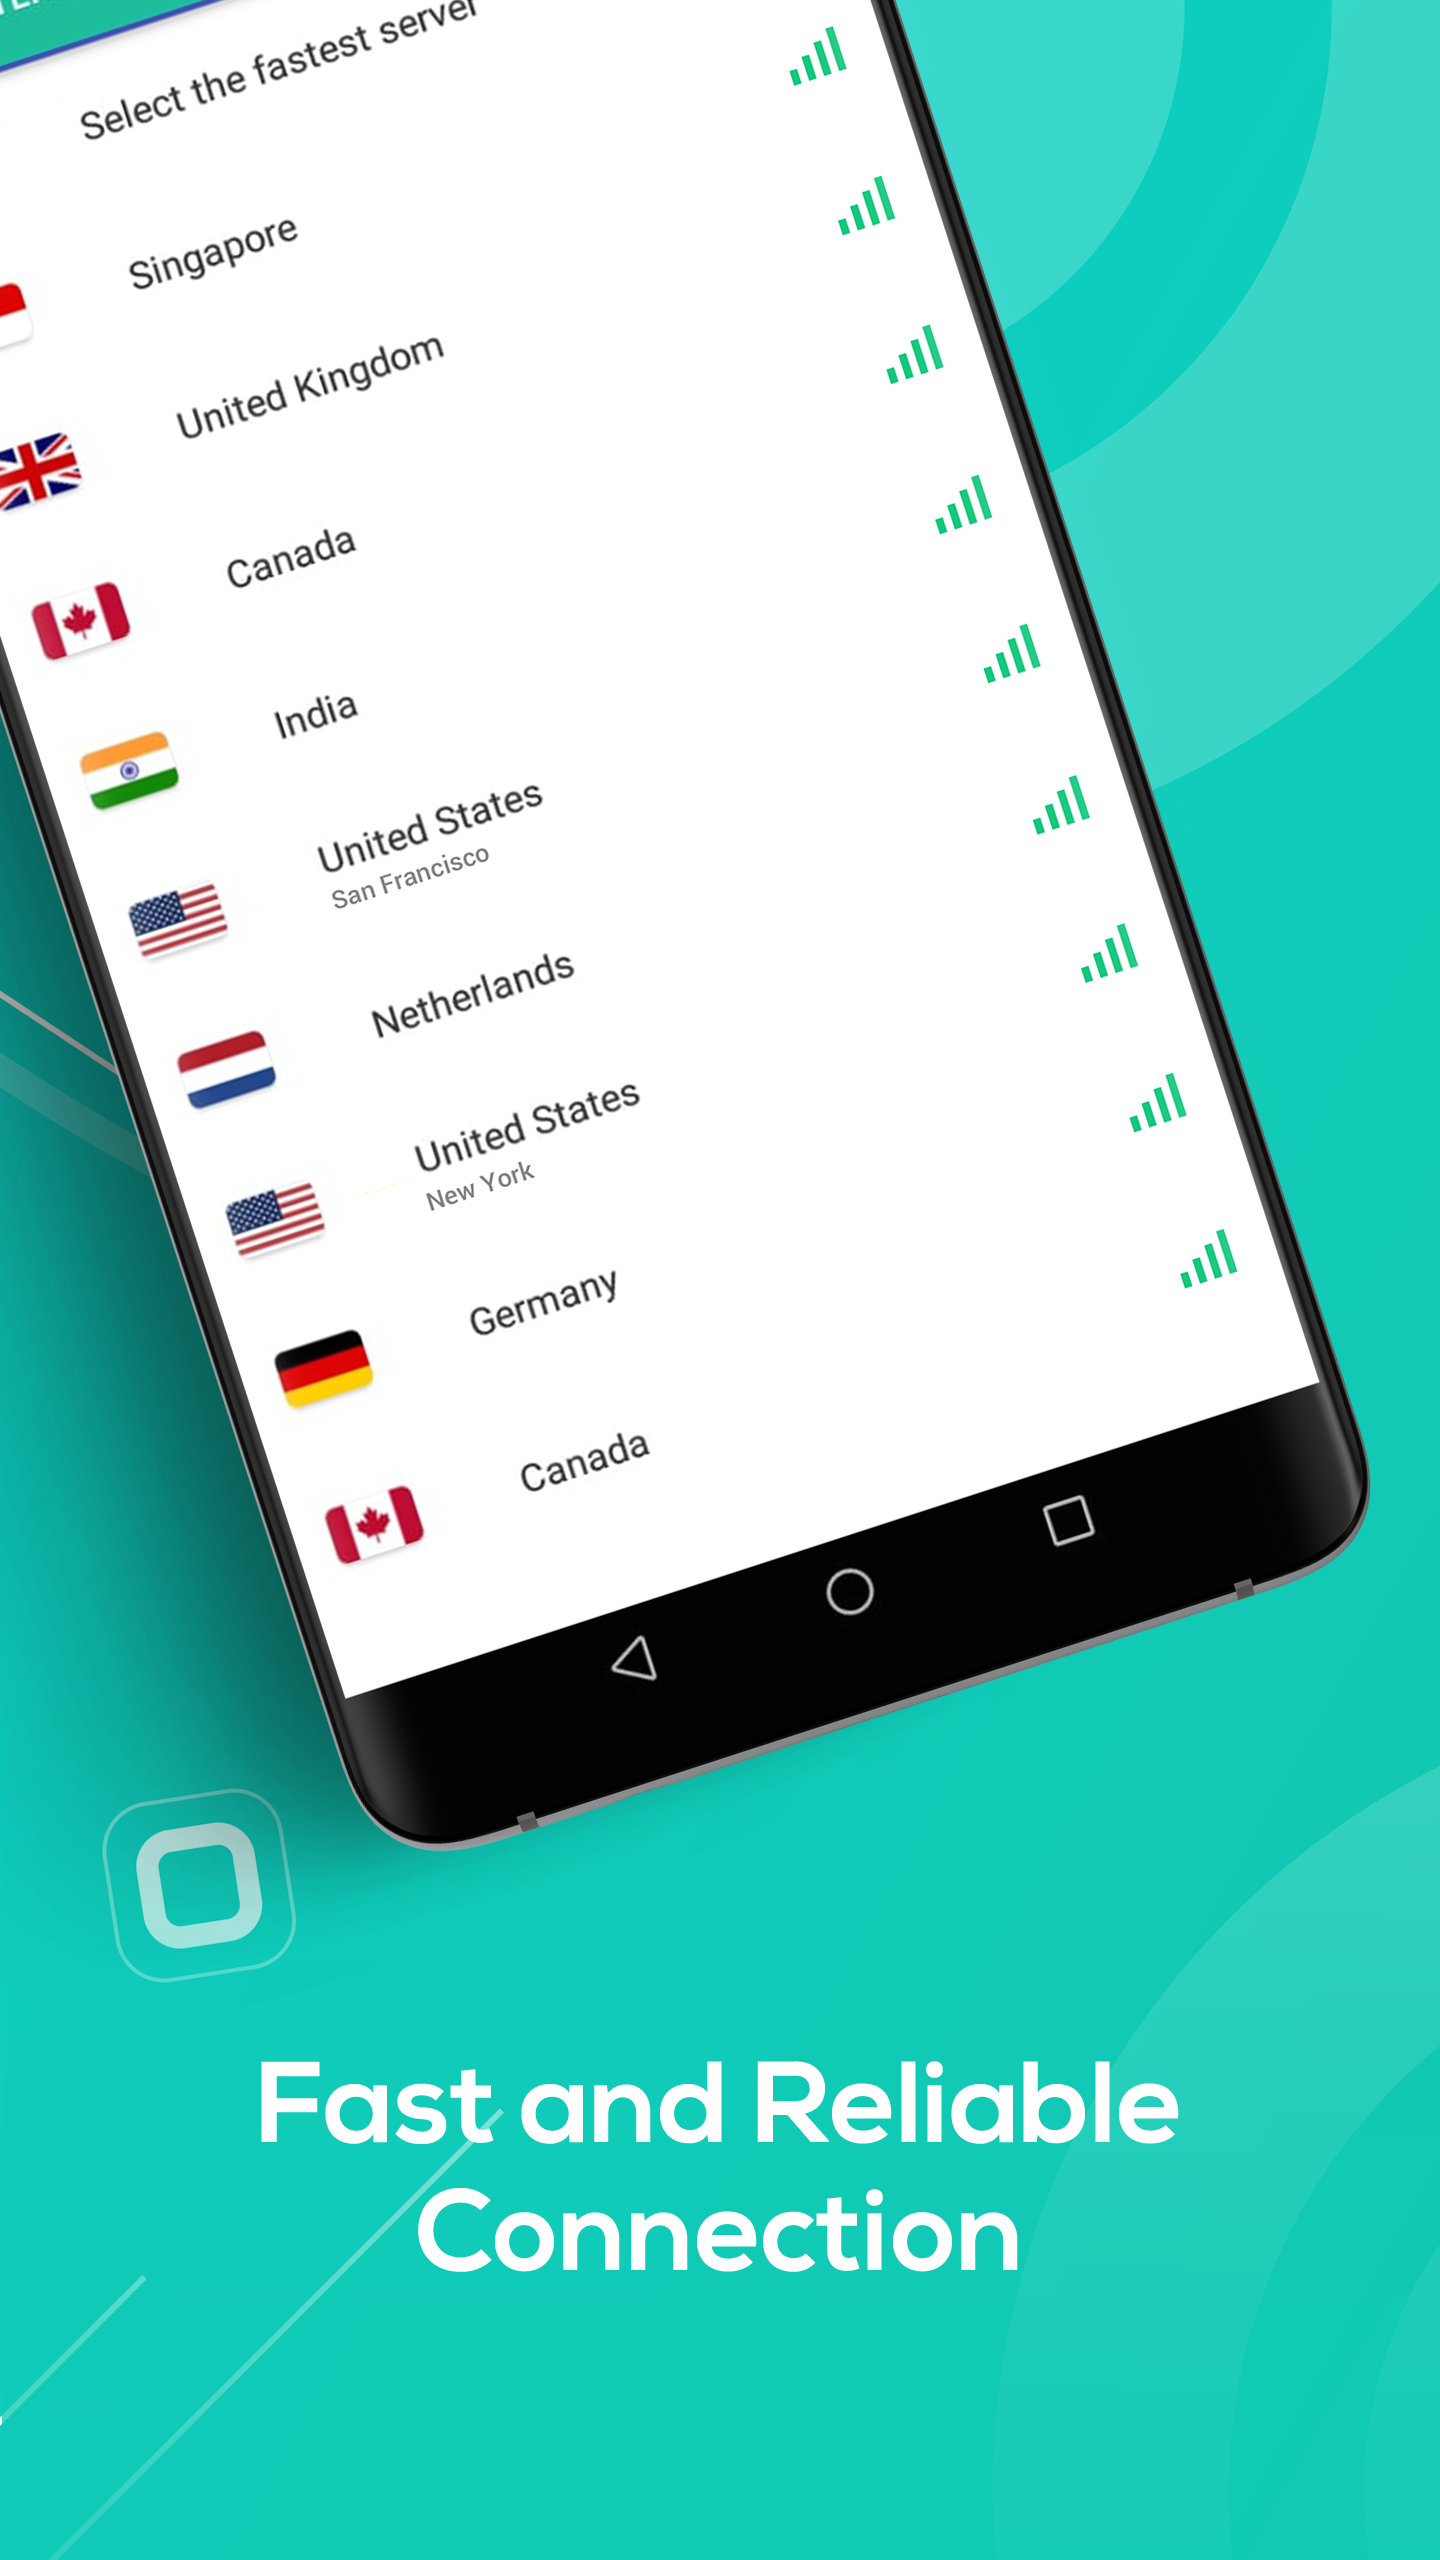 Select the fastest server
Singapore
United Kingdom
Canada
India
United States
San Francisco
Netherlands
United States
New York
Germany
Canada
Fast and Reliable
Connection